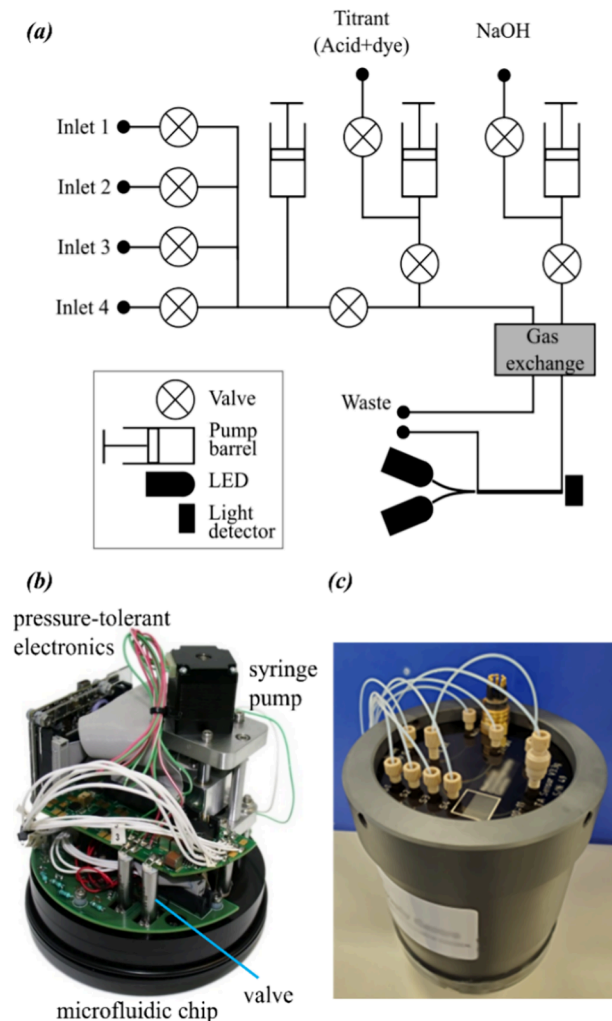 (a)
Titrant
(Acid+dye)
NaOH
Inlet 1
Inlet 2
Inlet 3
Inlet 4
Gas
exchange
Waste
Valve
Pump
barrel
LED
Light
detector
(b)
(c)
pressure-tolerant
electronics
syringe
pump
valve
microfluidic chip